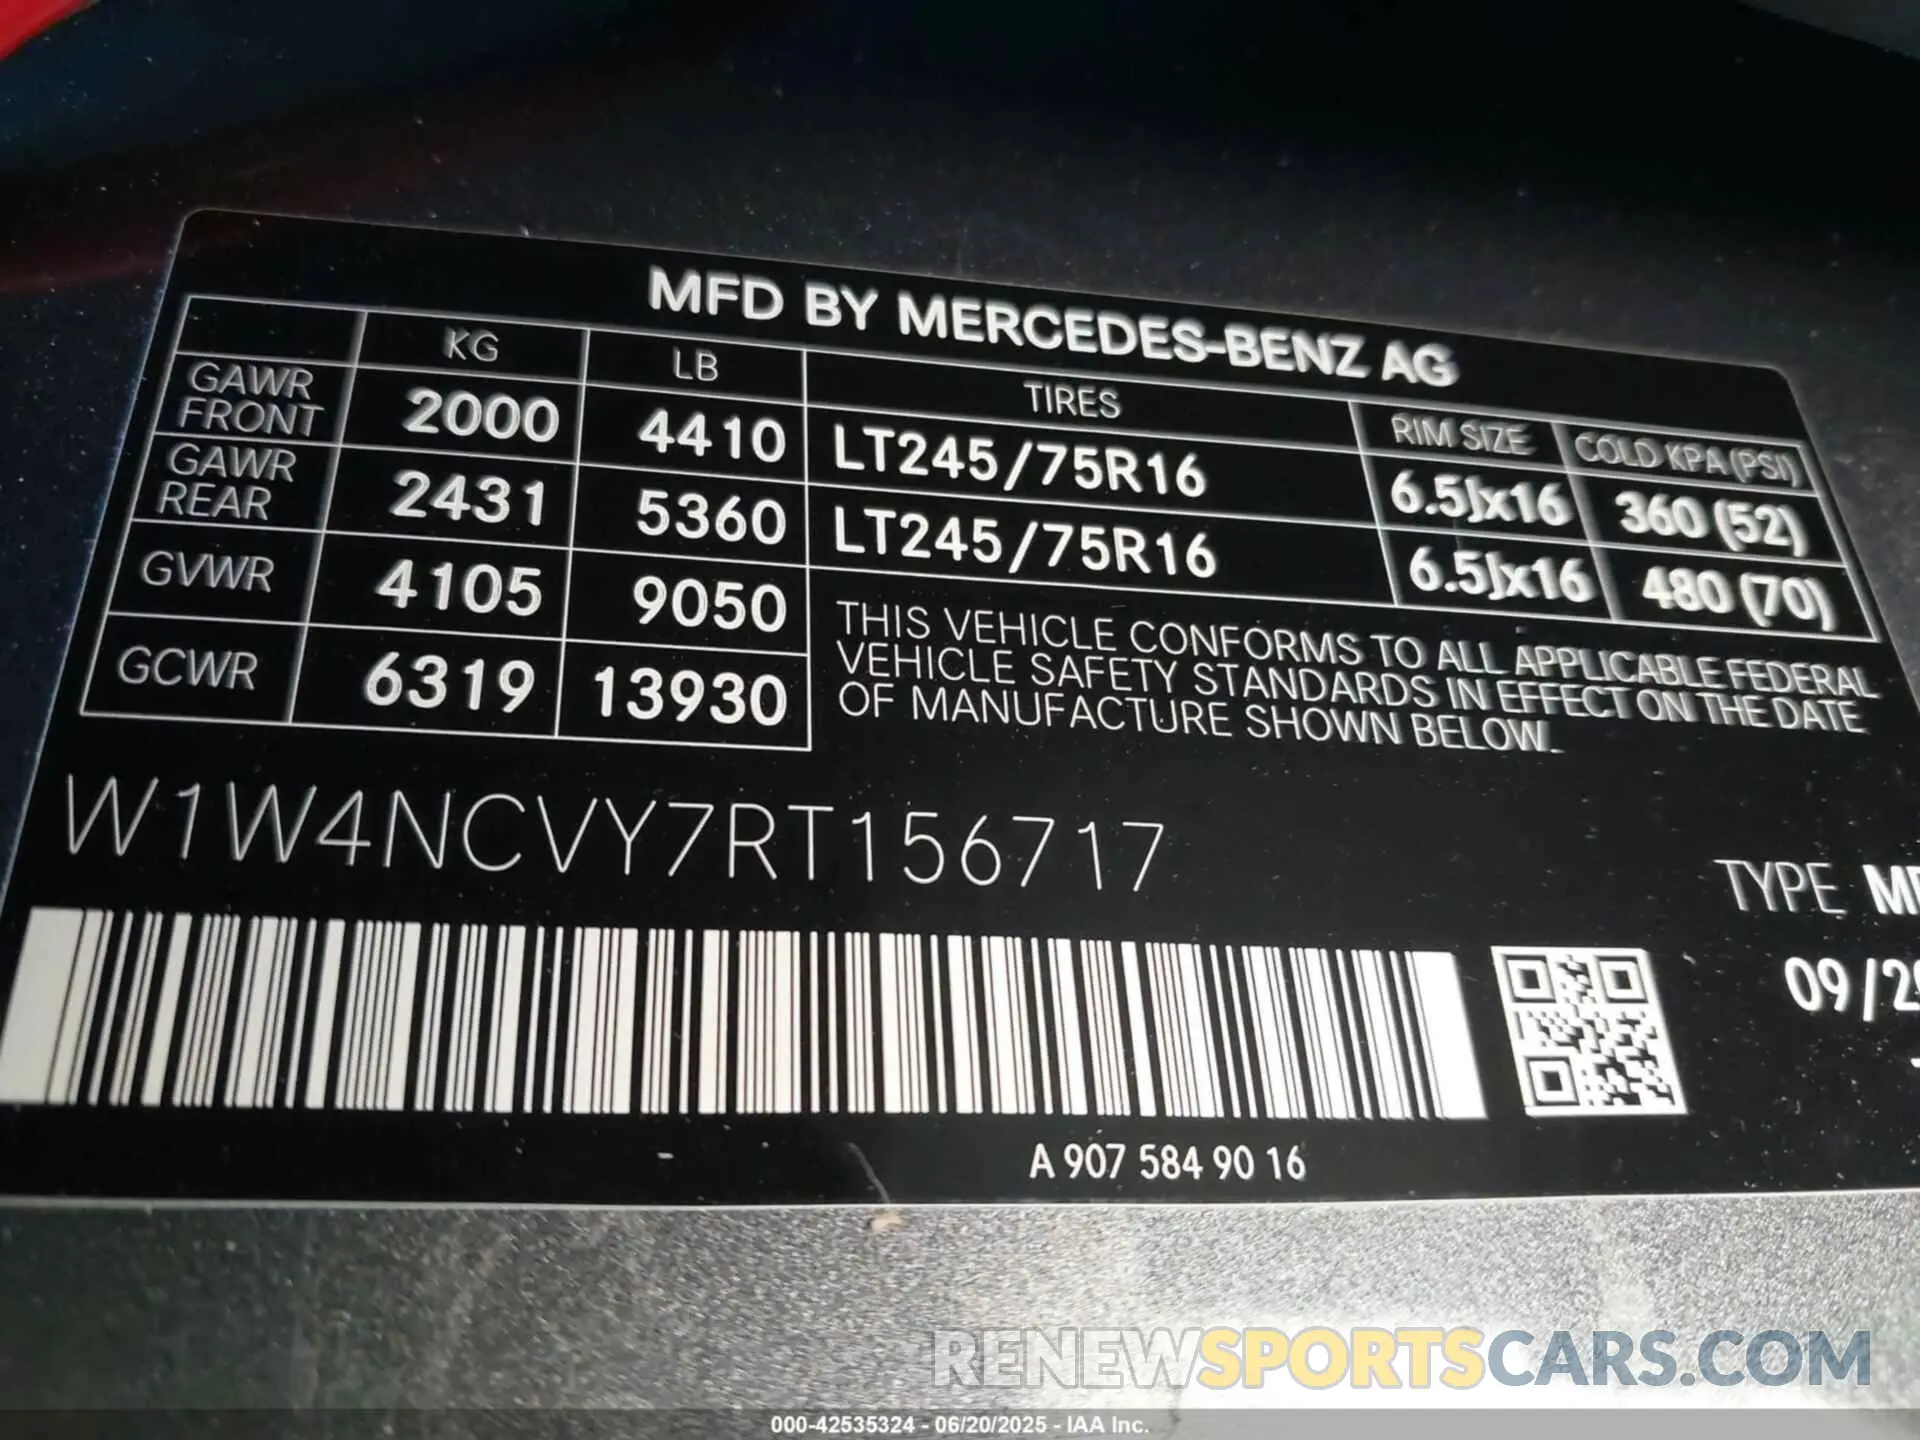 MFD BY MERCEDES-BENZ AG
KG LB TIRES RIM SIZE COLD KPA (PSI)
GAWR FRONT 2000 4410 LT245/75R16 6.5Jx16 360 (52)
GAWR REAR 2431 5360 LT245/75R16 6.5Jx16 480 (70)
GVWR 4105 9050
GCWR 6319 13930
THIS VEHICLE CONFORMS TO ALL APPLICABLE FEDERAL
VEHICLE SAFETY STANDARDS IN EFFECT ON THE DATE
OF MANUFACTURE SHOWN BELOW.
W1W4NCVY7RT156717
TYPE
09/2
A 907 584 90 16
RENEWSPORTSCARS.COM
000-42535324 - 06/20/2025 - IAA Inc.